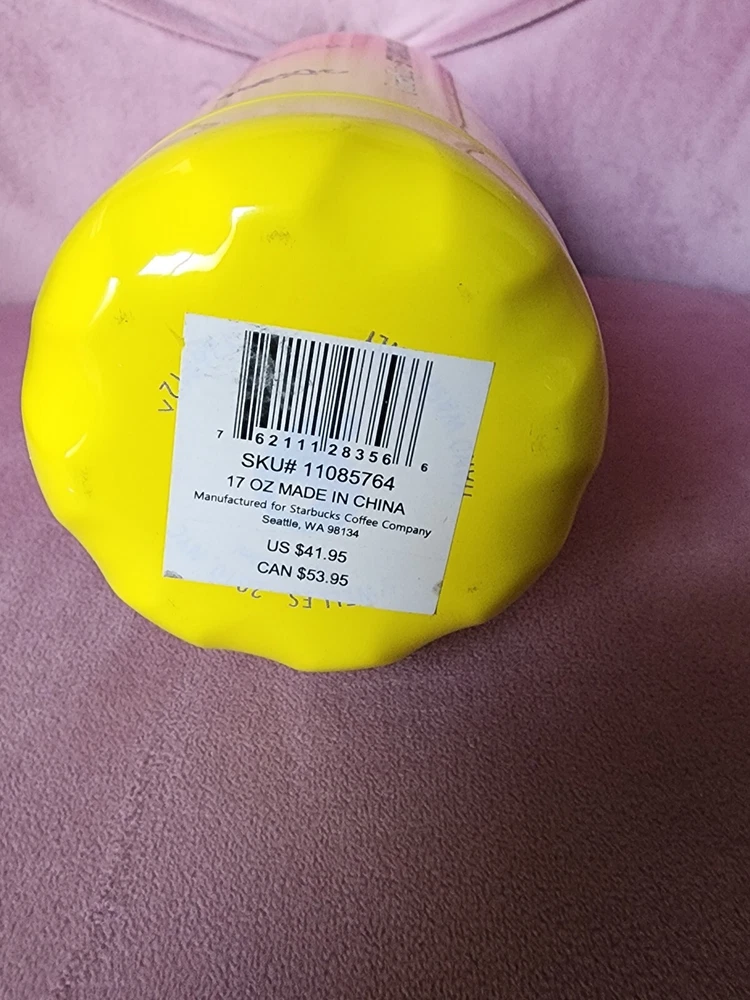 7 62111 28356 6
SKU# 11085764
17 OZ MADE IN CHINA
Manufactured for Starbucks Coffee Company
Seattle, WA 98134
US $41.95
CAN $53.95